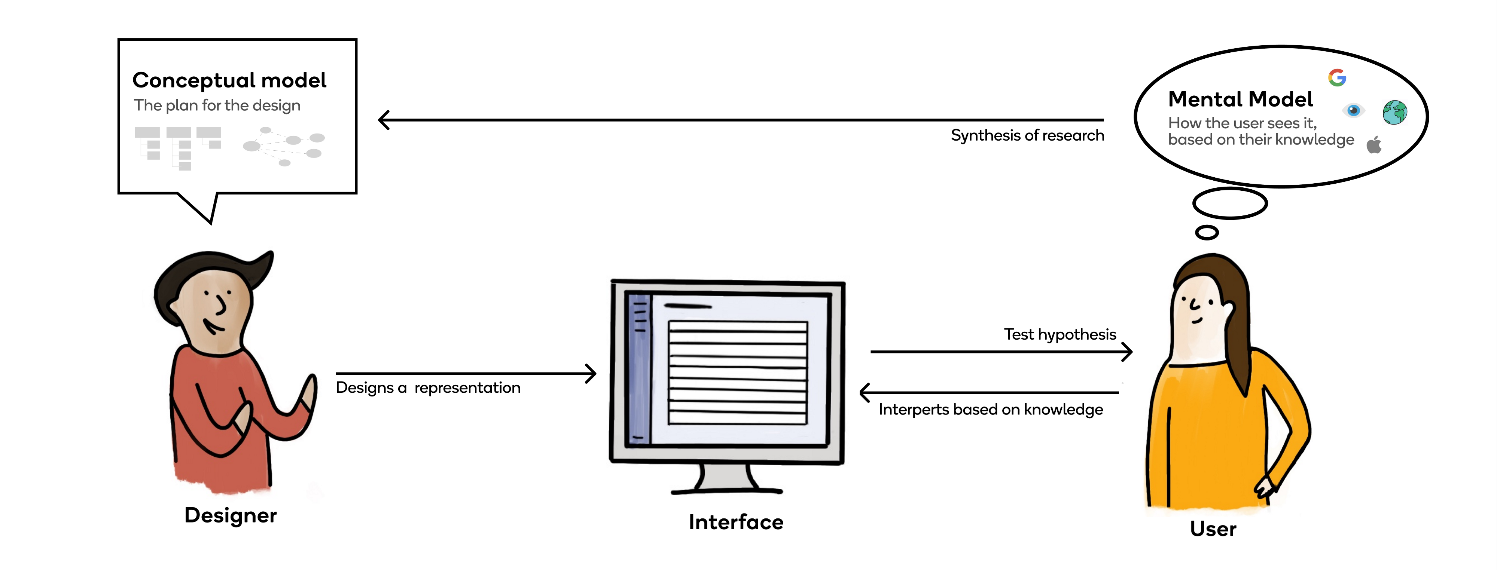 Conceptual model
The plan for the design
Synthesis of research
Mental Model
How the user sees it,
based on their knowledge
Designs a representation
Test hypothesis
Interperts based on knowledge
Designer
Interface
User